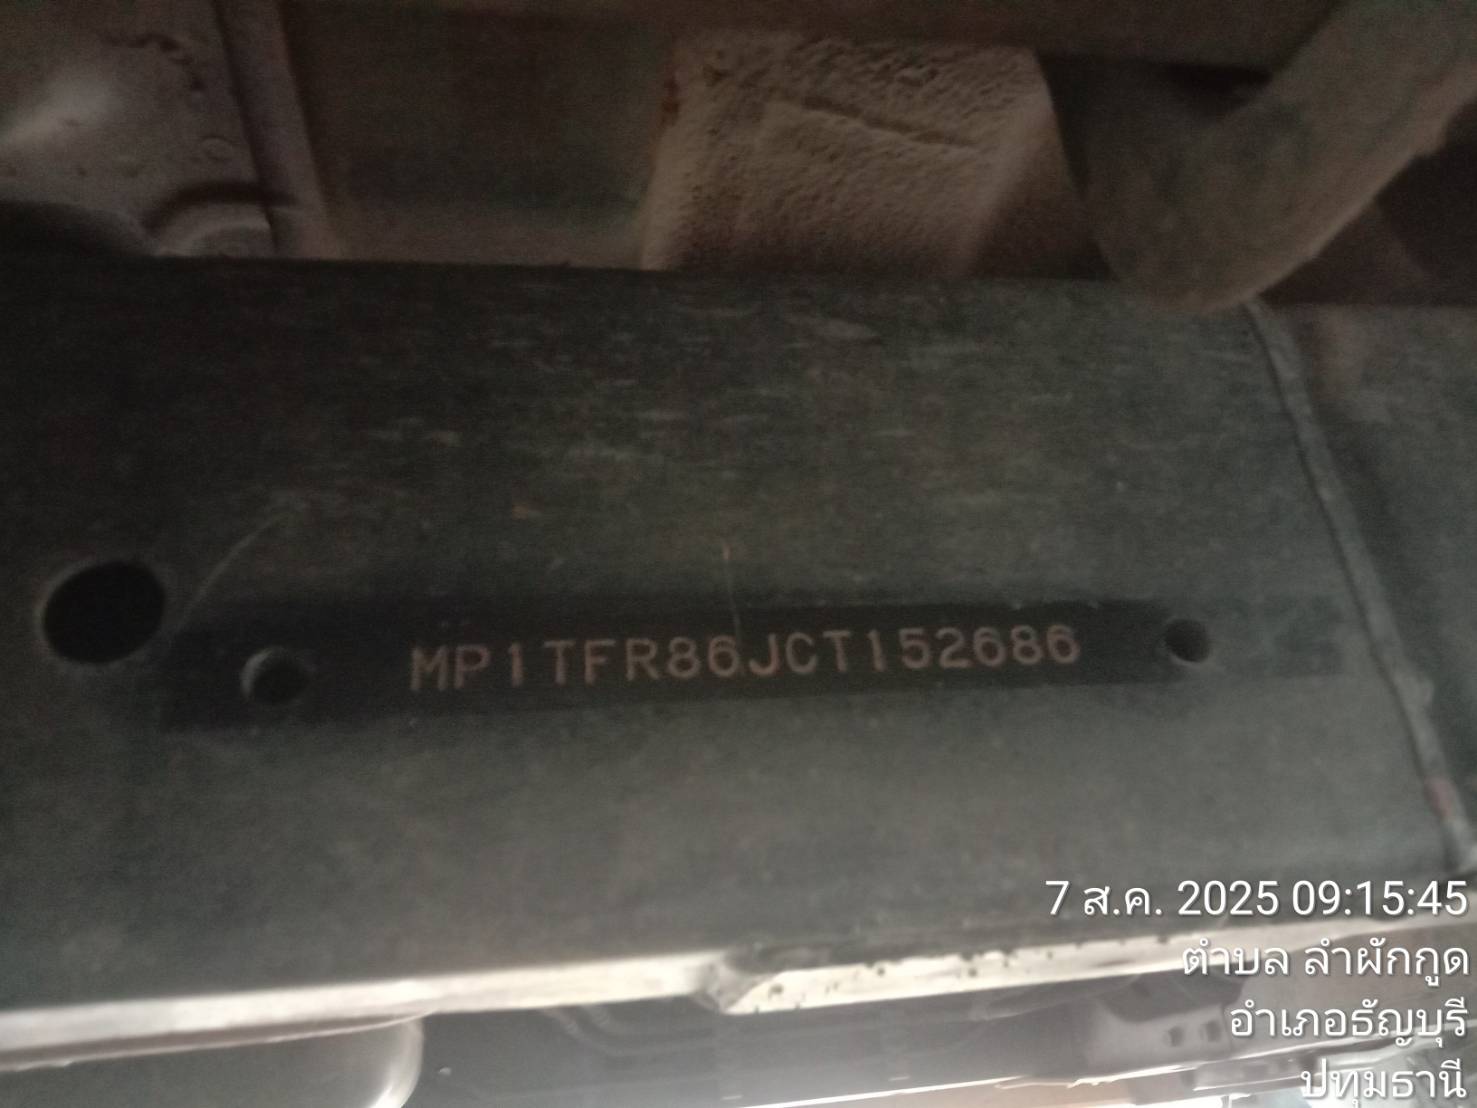 MP1TFR86JCT152686
7 ส.ค. 2025 09:15:45
ตำบล ลำผักกูด
อำเภอธัญบุรี
ปทุมธานี